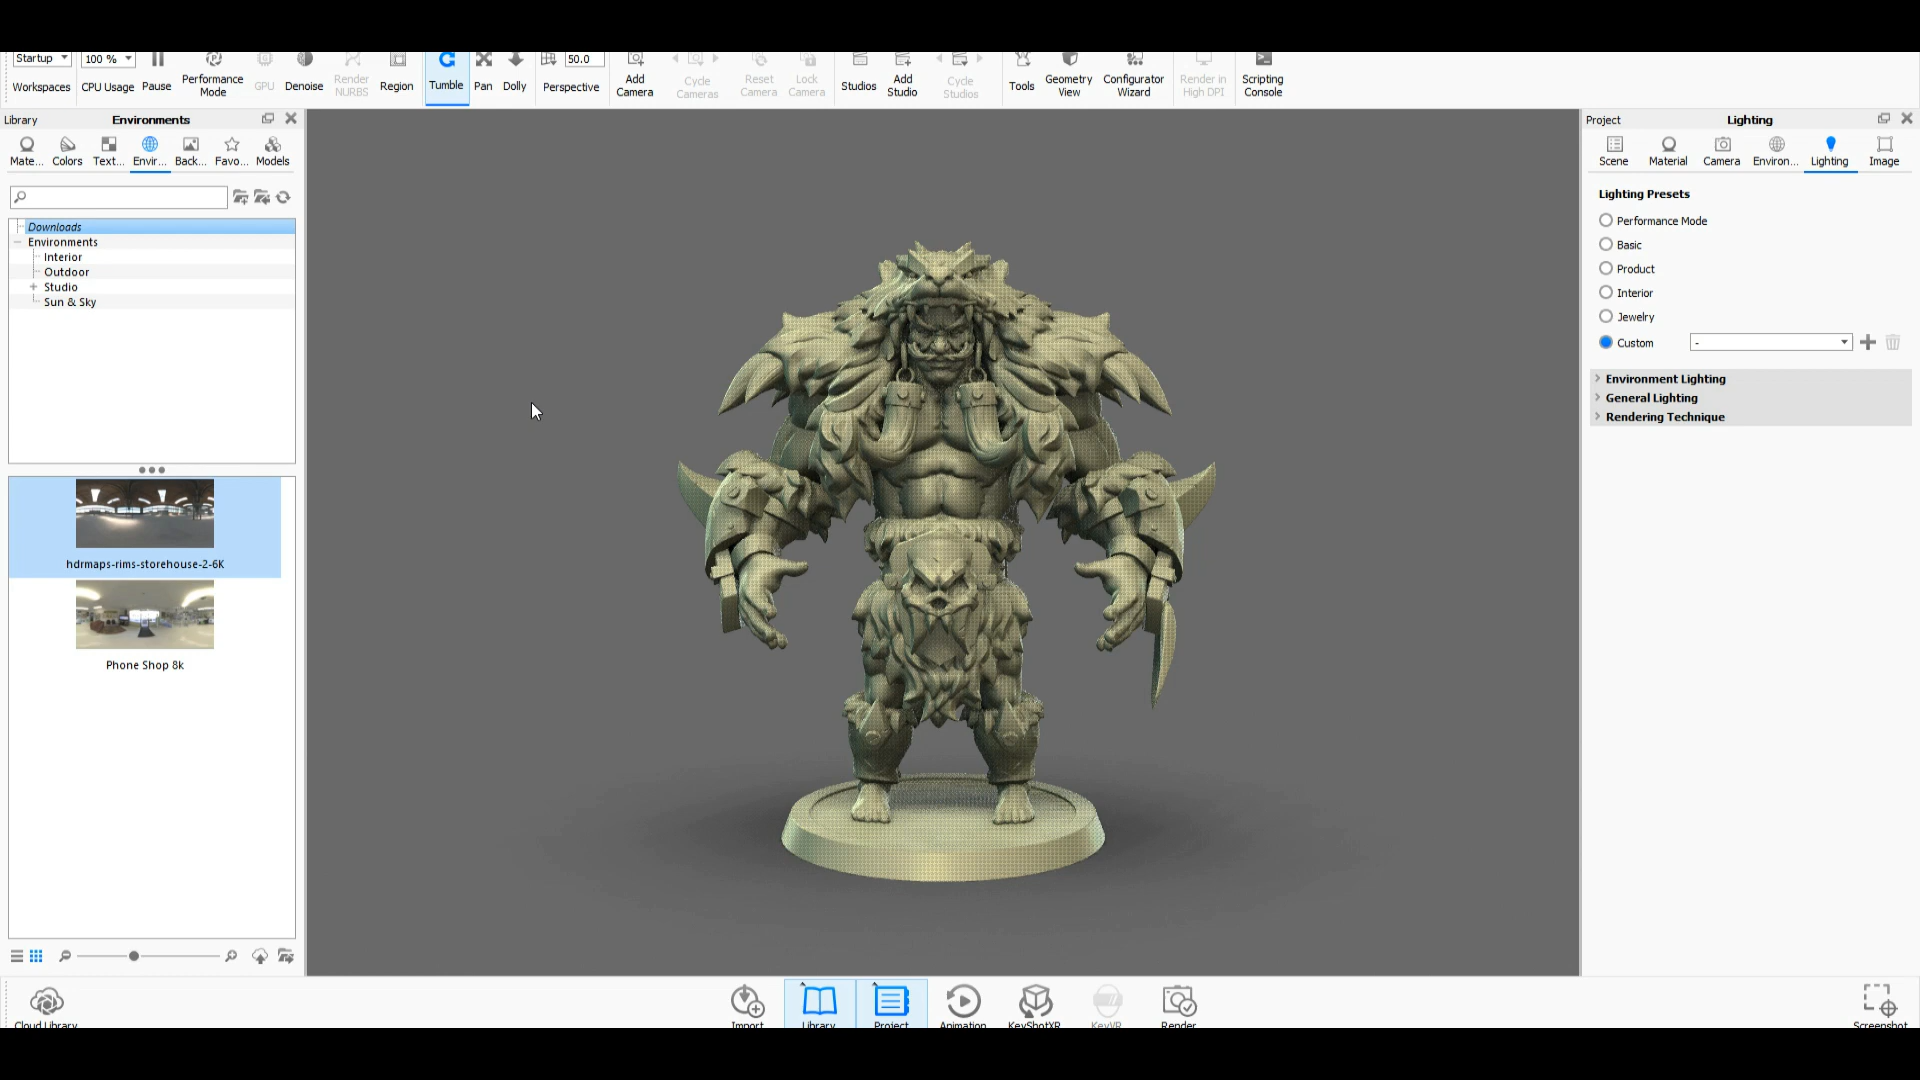 Startup
100 %
50.0
Workspaces
CPU Usage
Pause
Performance
Mode
GPU
Denoise
Render
NURBS
Region
Tumble
Pan
Dolly
Perspective
Add
Camera
Cycle
Cameras
Reset
Camera
Lock
Camera
Studios
Add
Studio
Cycle
Studios
Tools
Geometry
View
Configurator
Wizard
Render in
High DPI
Scripting
Console
Library
Environments
Mate...
Colors
Text...
Envir...
Back...
Favo...
Models
Downloads
Environments
Interior
Outdoor
Studio
Sun & Sky
hdrmaps-rims-storehouse-2-6K
Phone Shop 8k
Project
Lighting
Scene
Material
Camera
Environ...
Lighting
Image
Lighting Presets
Performance Mode
Basic
Product
Interior
Jewelry
Custom
-
Environment Lighting
General Lighting
Rendering Technique
Cloud Library
Import
Library
Project
Animation
KeyShotXR
KeyVR
Render
Screenshot